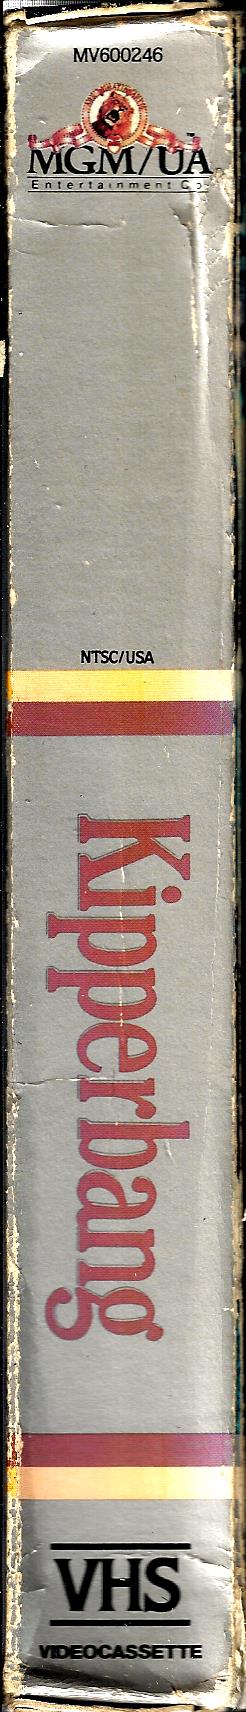 MV600246
MGM/UA
Entertainment Co.
NTSC/USA
Kipperbang
VHS
VIDEOCASSETTE